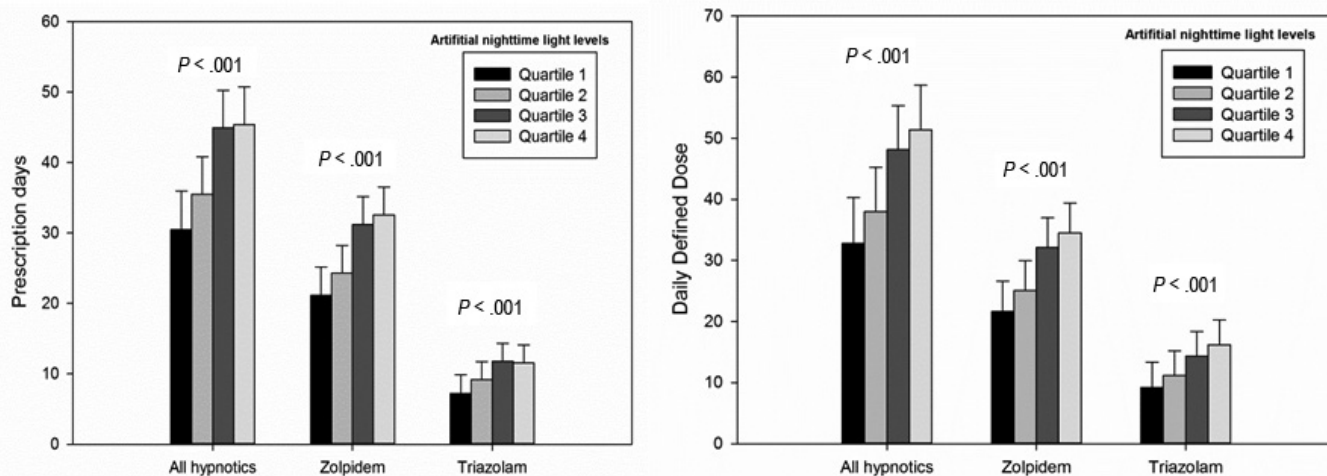 60
50
40
30
20
10
0
Prescription days
Artifitial nighttime light levels
Quartile 1
Quartile 2
Quartile 3
Quartile 4
P < .001
P < .001
P < .001
All hypnotics
Zolpidem
Triazolam
70
60
50
40
30
20
10
0
Daily Defined Dose
Artifitial nighttime light levels
Quartile 1
Quartile 2
Quartile 3
Quartile 4
P < .001
P < .001
P < .001
All hypnotics
Zolpidem
Triazolam